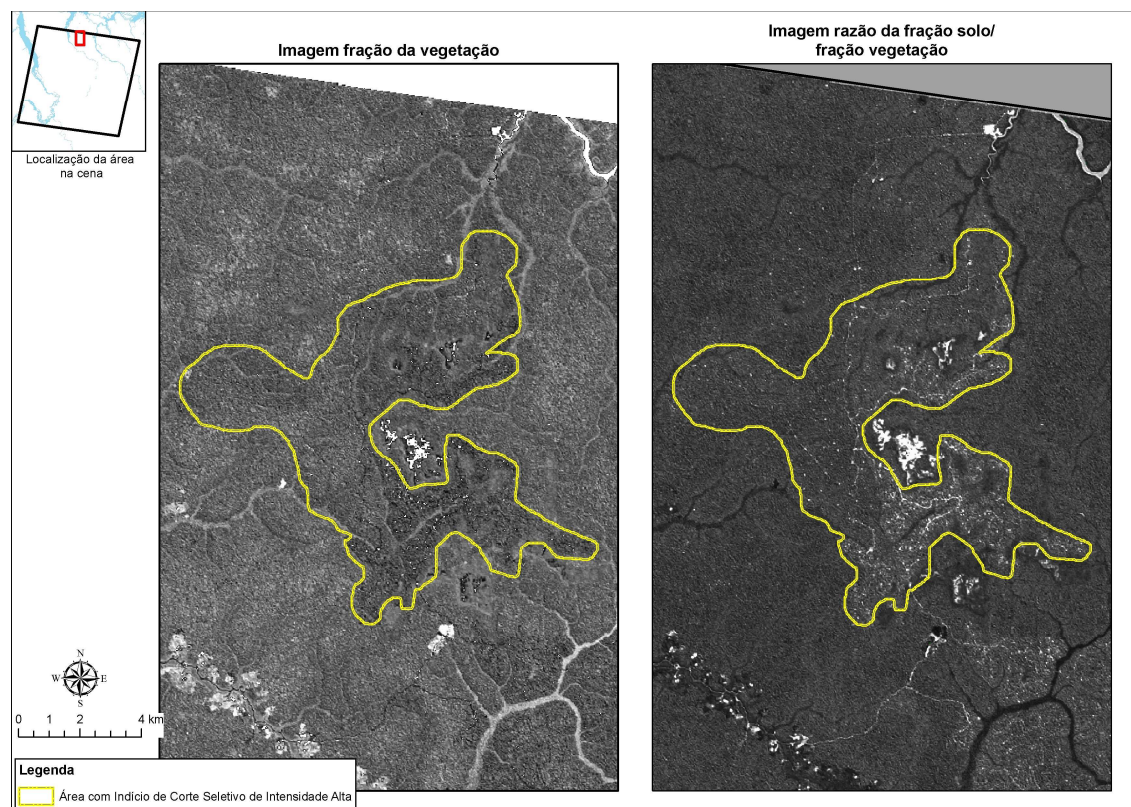 Localização da área
na cena
Imagem fração da vegetação
Imagem razão da fração solo/
fração vegetação
N
W E
S
0 1 2 4 km
Legenda
Área com Indício de Corte Seletivo de Intensidade Alta